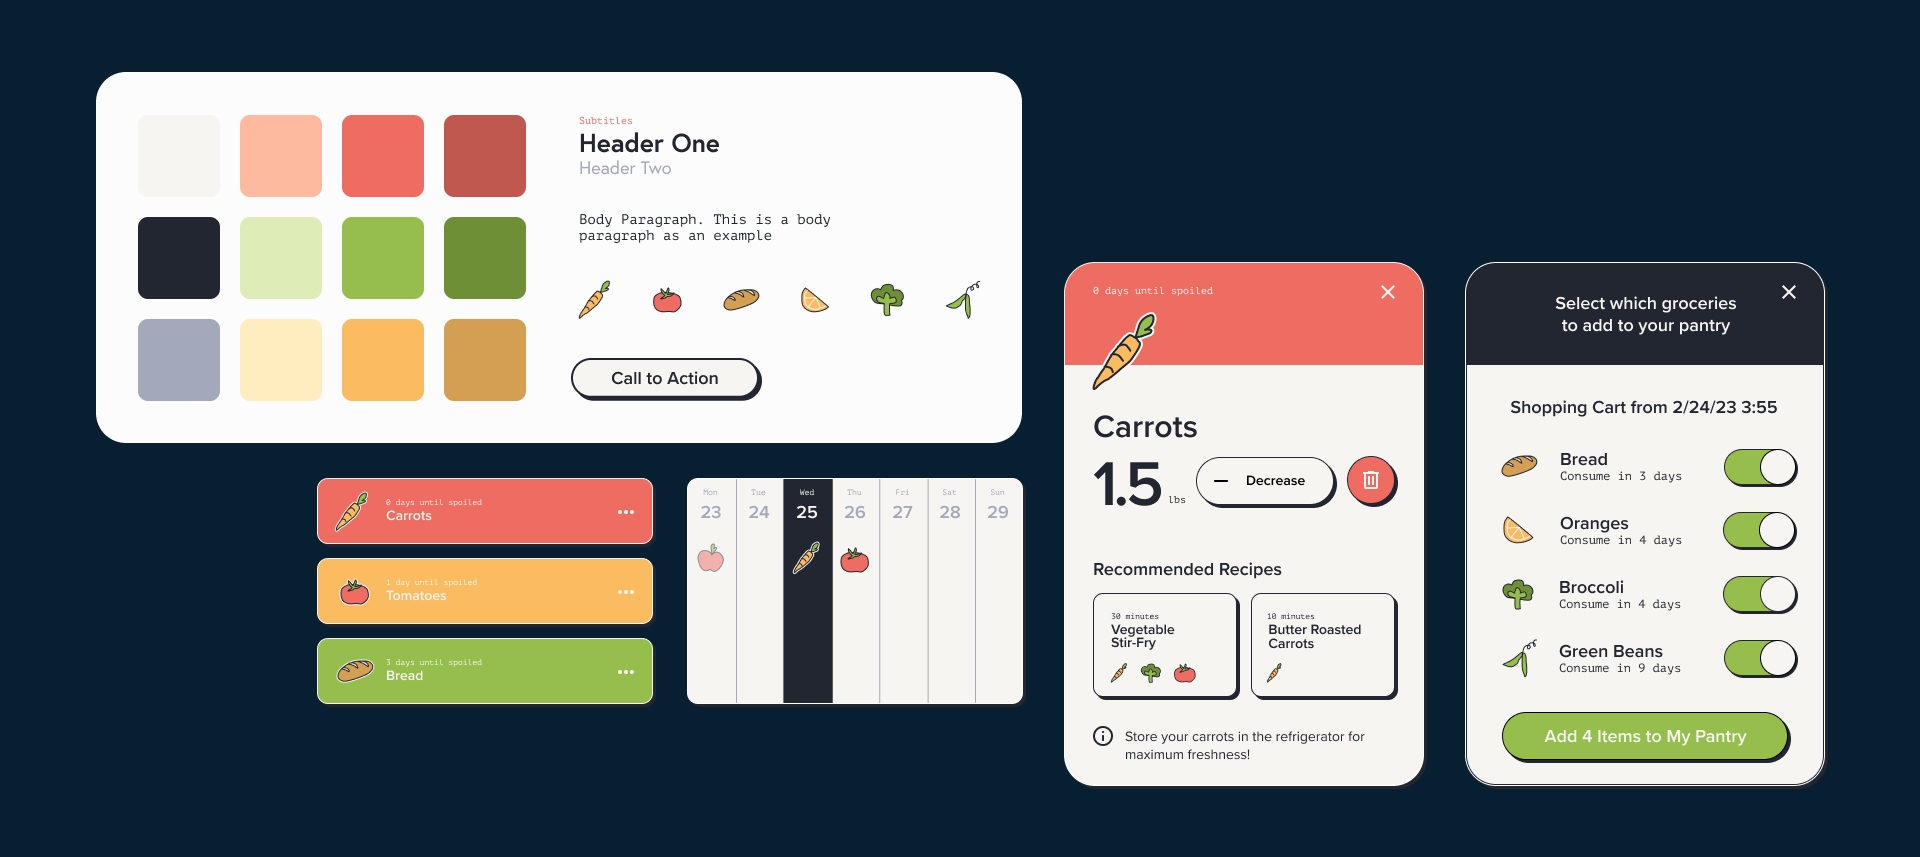 Subtitles
Header One
Header Two
Body Paragraph. This is a body
paragraph as an example
Call to Action
0 days until spoiled
Carrots
1 day until spoiled
Tomatoes
3 days until spoiled
Bread
Mon Tue Wed Thu Fri Sat Sun
23 24 25 26 27 28 29
0 days until spoiled
Carrots
1.5 lbs
Decrease
Recommended Recipes
30 minutes
Vegetable
Stir-Fry
10 minutes
Butter Roasted
Carrots
Store your carrots in the refrigerator for
maximum freshness!
Select which groceries
to add to your pantry
Shopping Cart from 2/24/23 3:55
Bread
Consume in 3 days
Oranges
Consume in 4 days
Broccoli
Consume in 4 days
Green Beans
Consume in 9 days
Add 4 Items to My Pantry